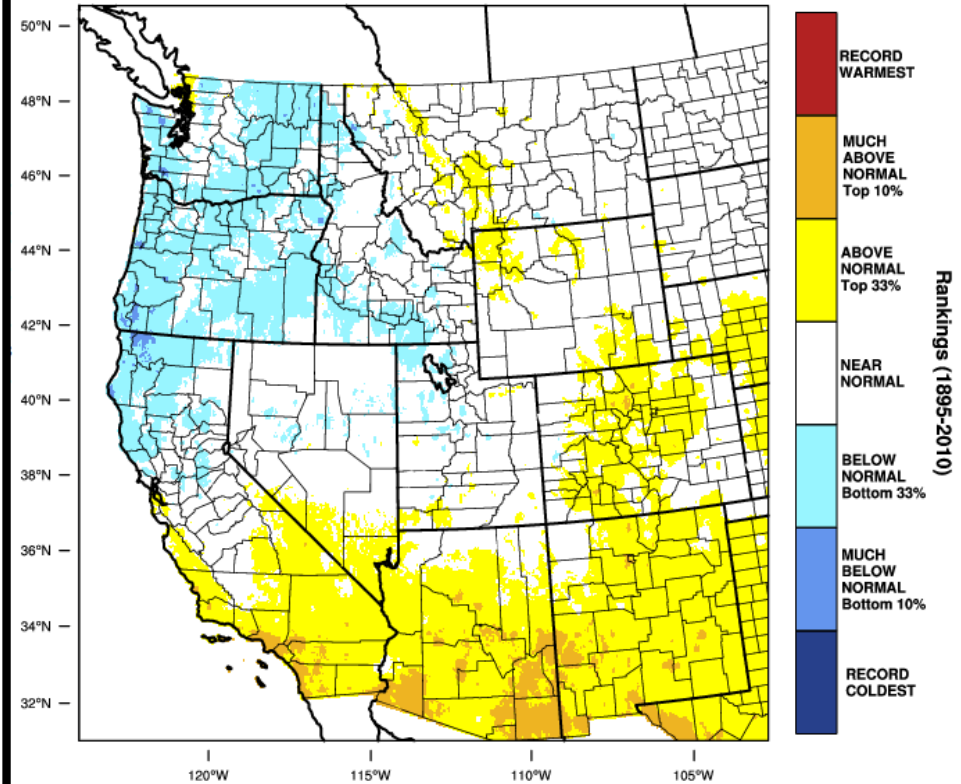 50°N
48°N
46°N
44°N
42°N
40°N
38°N
36°N
34°N
32°N
120°W
115°W
110°W
105°W
RECORD
WARMEST
MUCH
ABOVE
NORMAL
Top 10%
ABOVE
NORMAL
Top 33%
NEAR
NORMAL
BELOW
NORMAL
Bottom 33%
MUCH
BELOW
NORMAL
Bottom 10%
RECORD
COLDEST
Rankings (1895-2010)